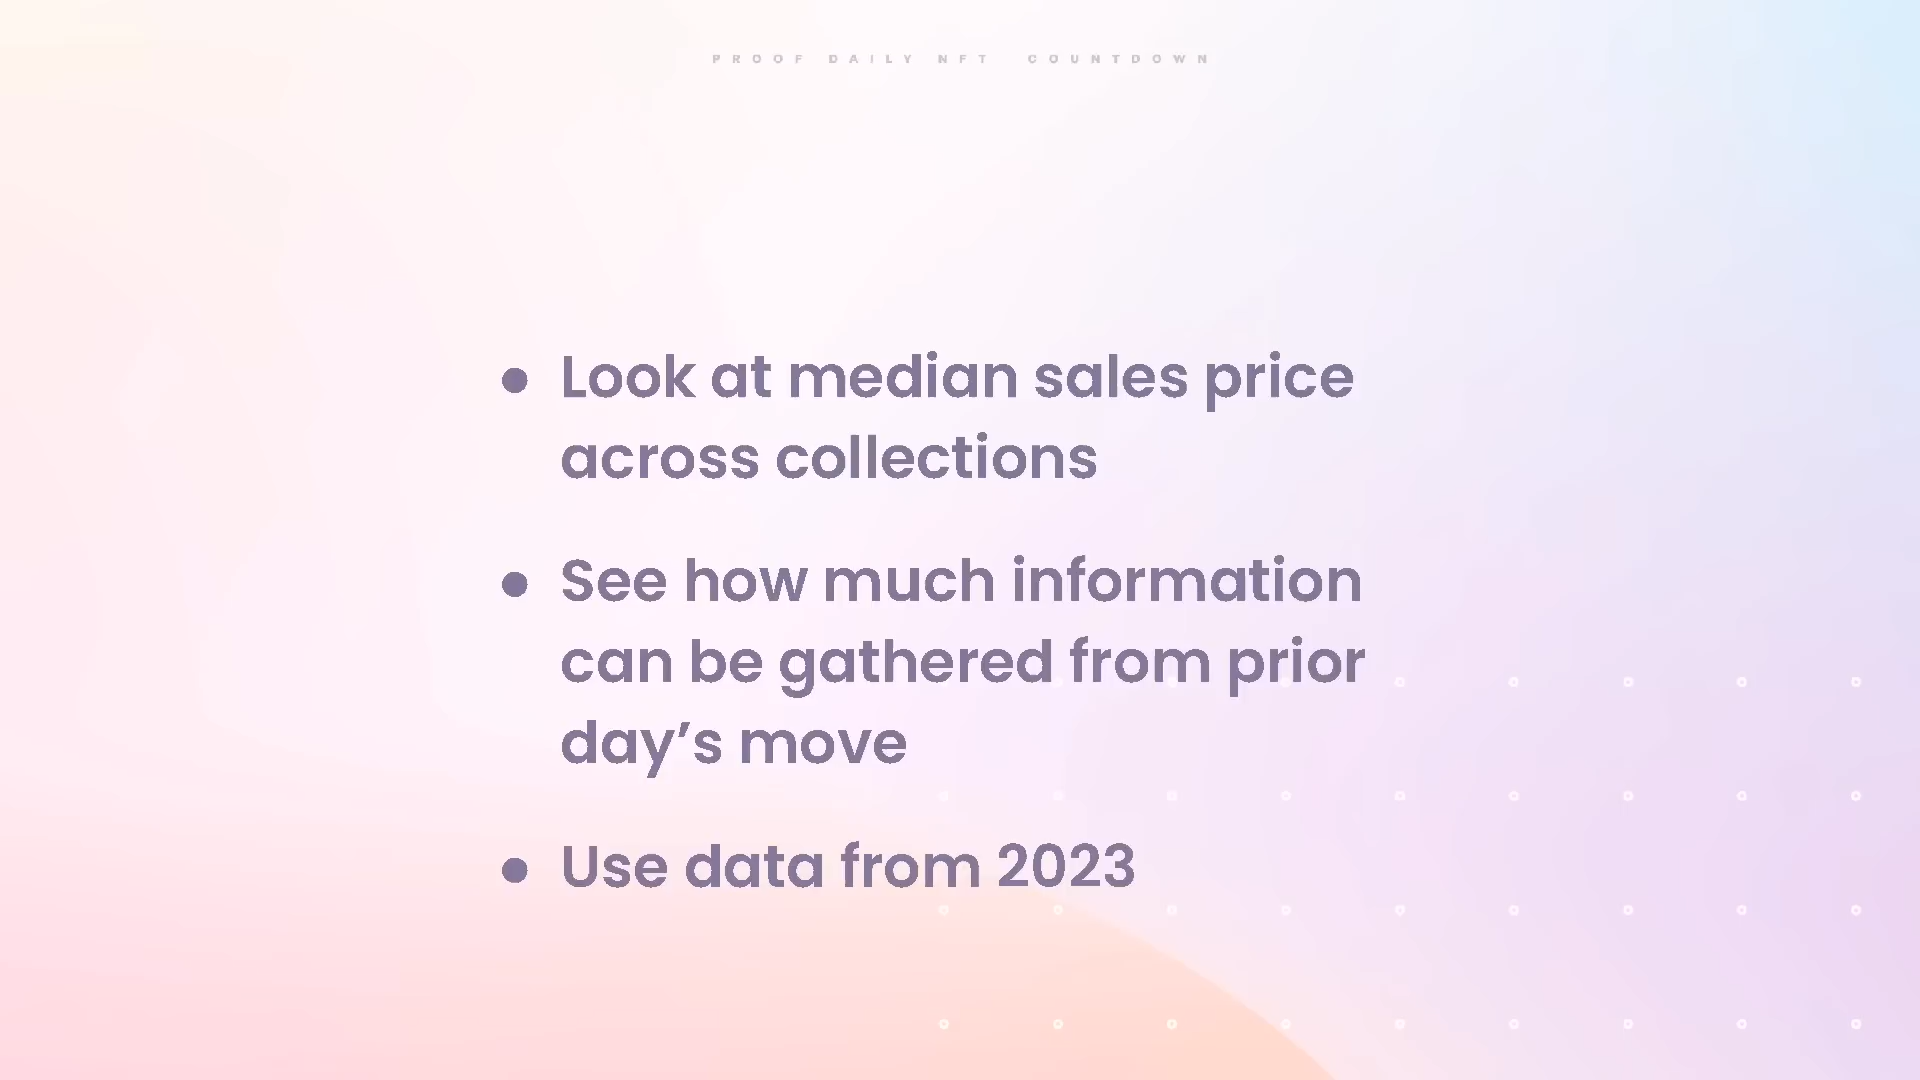 PROOF DAILY NFT COUNTDOWN
● Look at median sales price
across collections
● See how much information
can be gathered from prior
day’s move
● Use data from 2023